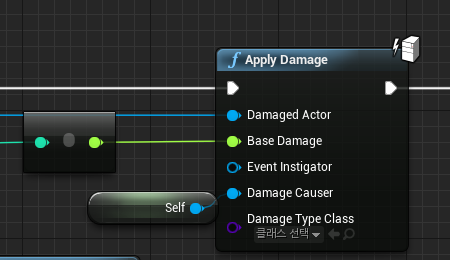 Apply Damage
Damaged Actor
Base Damage
Event Instigator
Self
Damage Causer
Damage Type Class
클래스 선택